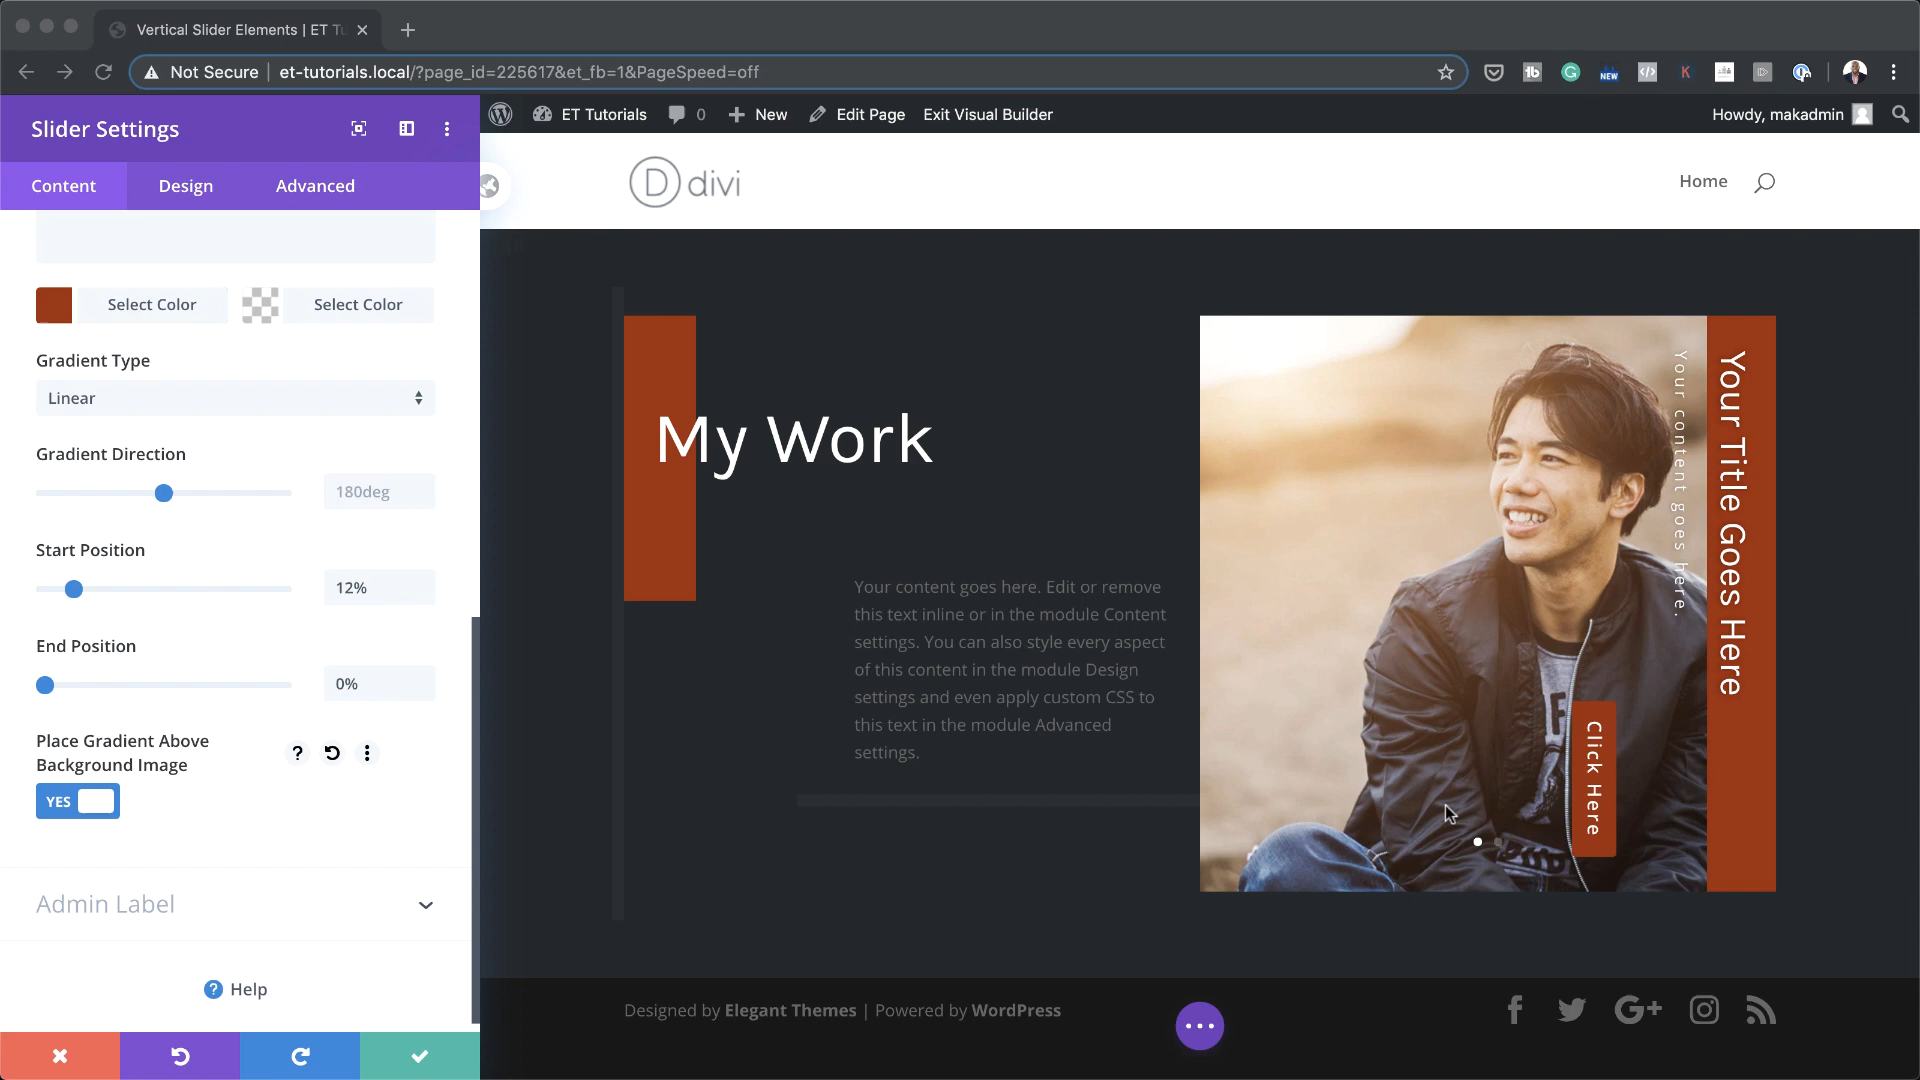 Vertical Slider Elements | ET Tu
Not Secure
et-tutorials.local/?page_id=225617&et_fb=1&PageSpeed=off
tb
G
NEW
K
Slider Settings
ET Tutorials
0
New
Edit Page
Exit Visual Builder
Howdy, makadmin
Content
Design
Advanced
D divi
Home
Select Color
Select Color
Gradient Type
Linear
Gradient Direction
180deg
Start Position
12%
End Position
0%
Place Gradient Above
Background Image
?
YES
Admin Label
? Help
My Work
Your content goes here. Edit or remove
this text inline or in the module Content
settings. You can also style every aspect
of this content in the module Design
settings and even apply custom CSS to
this text in the module Advanced
settings.
Your Title Goes Here
Your content goes here.
Click Here
Designed by Elegant Themes | Powered by WordPress